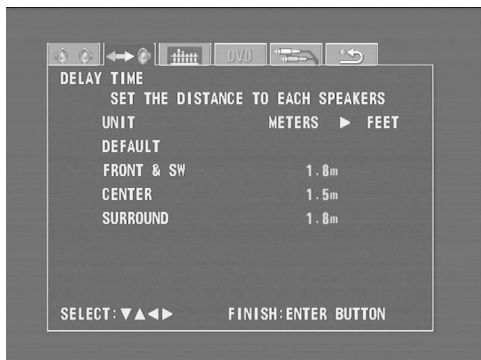 DVD
DELAY TIME
SET THE DISTANCE TO EACH SPEAKERS
UNIT METERS ▶ FEET
DEFAULT
FRONT & SW 1.8m
CENTER 1.5m
SURROUND 1.8m
SELECT:▼▲◀▶ FINISH:ENTER BUTTON